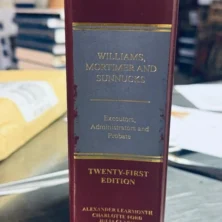 WILLIAMS,
MORTIMER AND
SUNNUCKS
Executors,
Administrators and
Probate
TWENTY-FIRST
EDITION
ALEXANDER LEARMONTH
CHARLOTTE FORD